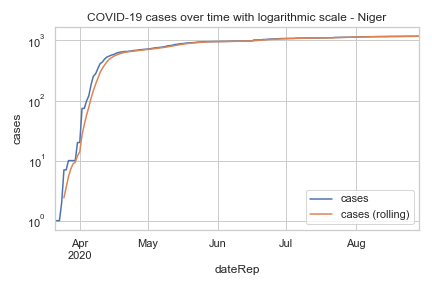 COVID-19 cases over time with logarithmic scale - Niger
10³
10²
10¹
10⁰
cases
Apr
2020
May
Jun
Jul
Aug
dateRep
cases
cases (rolling)